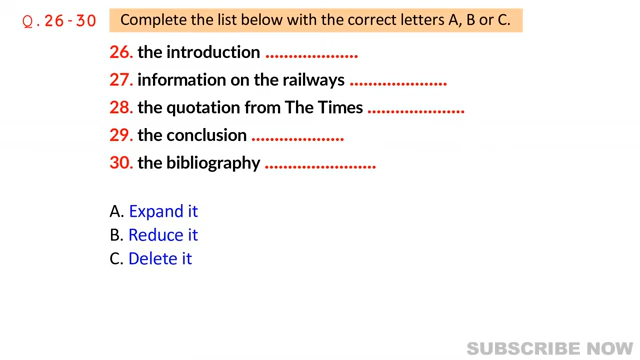 Q.26-30 Complete the list below with the correct letters A, B or C.
26. the introduction ....................
27. information on the railways .....................
28. the quotation from The Times .....................
29. the conclusion ....................
30. the bibliography ........................
A. Expand it
B. Reduce it
C. Delete it
SUBSCRIBE NOW